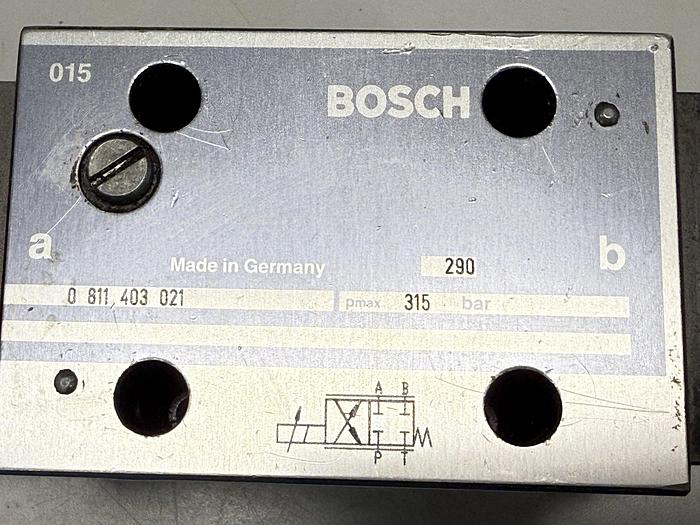 015
BOSCH
a
b
Made in Germany
290
0 811 403 021
pmax 315 bar
A B
P T